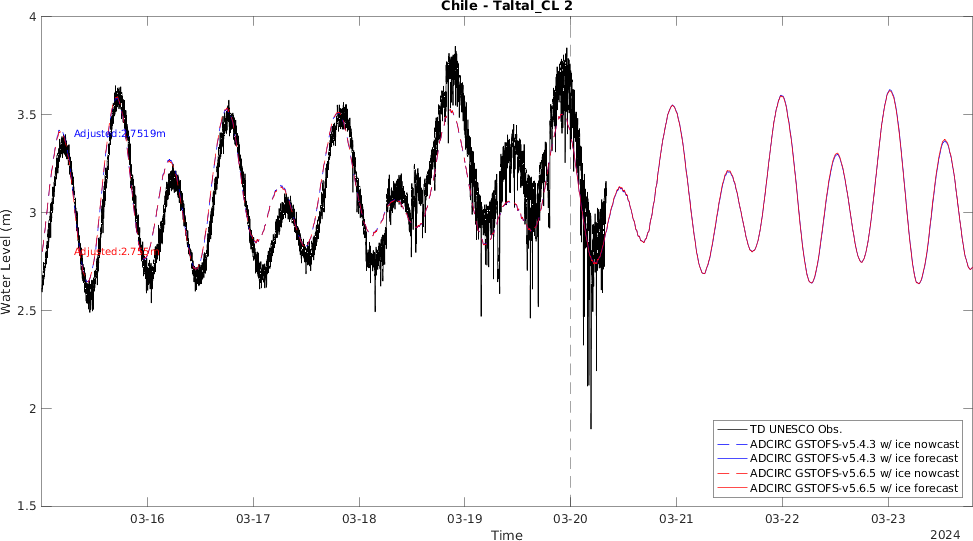 Chile - Taltal_CL 2
4
3.5
3
2.5
2
1.5
Water Level (m)
Adjusted:2.7519m
Adjusted:2.755m
03-16
03-17
03-18
03-19
03-20
03-21
03-22
03-23
Time
2024
TD UNESCO Obs.
ADCIRC GSTOFS-v5.4.3 w/ ice nowcast
ADCIRC GSTOFS-v5.4.3 w/ ice forecast
ADCIRC GSTOFS-v5.6.5 w/ ice nowcast
ADCIRC GSTOFS-v5.6.5 w/ ice forecast